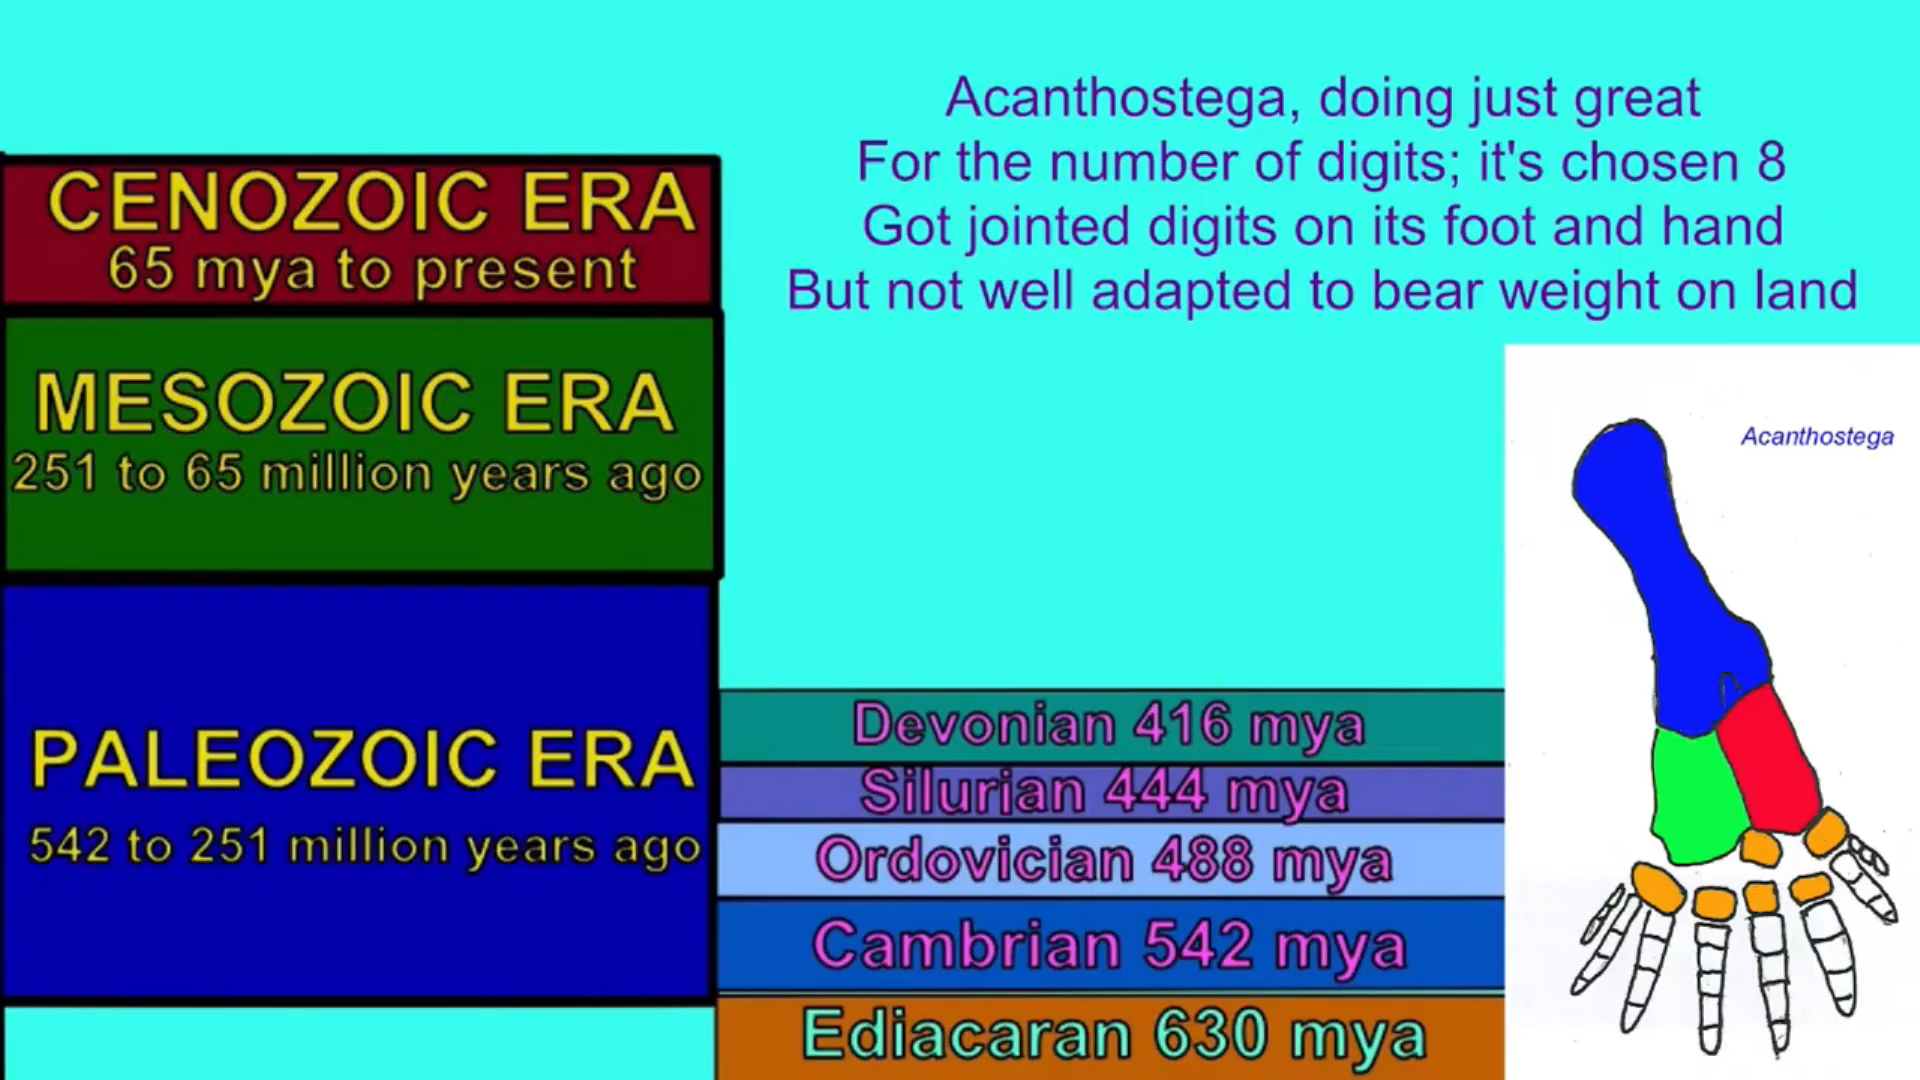 Acanthostega, doing just great
For the number of digits; it's chosen 8
Got jointed digits on its foot and hand
But not well adapted to bear weight on land
CENOZOIC ERA
65 mya to present
MESOZOIC ERA
251 to 65 million years ago
PALEOZOIC ERA
542 to 251 million years ago
Devonian 416 mya
Silurian 444 mya
Ordovician 488 mya
Cambrian 542 mya
Ediacaran 630 mya
Acanthostega